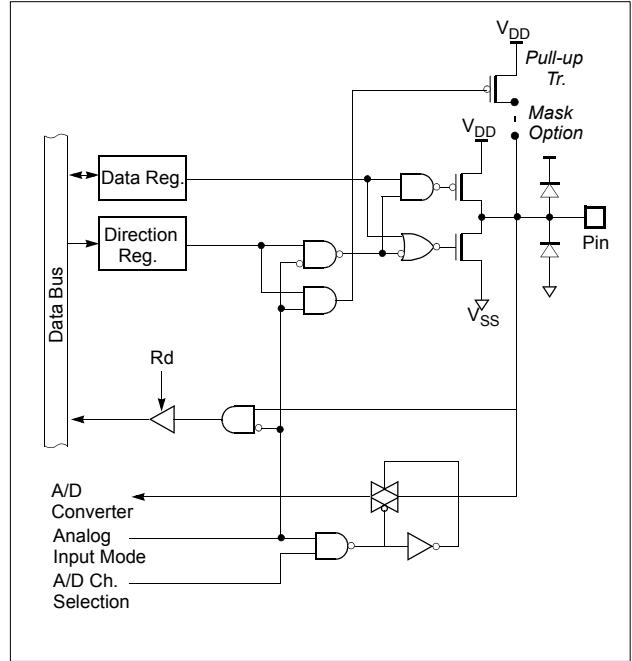 VDD
Pull-up
Tr.
Mask
Option
VDD
Data Reg.
Direction
Reg.
Pin
Data Bus
VSS
Rd
A/D
Converter
Analog
Input Mode
A/D Ch.
Selection